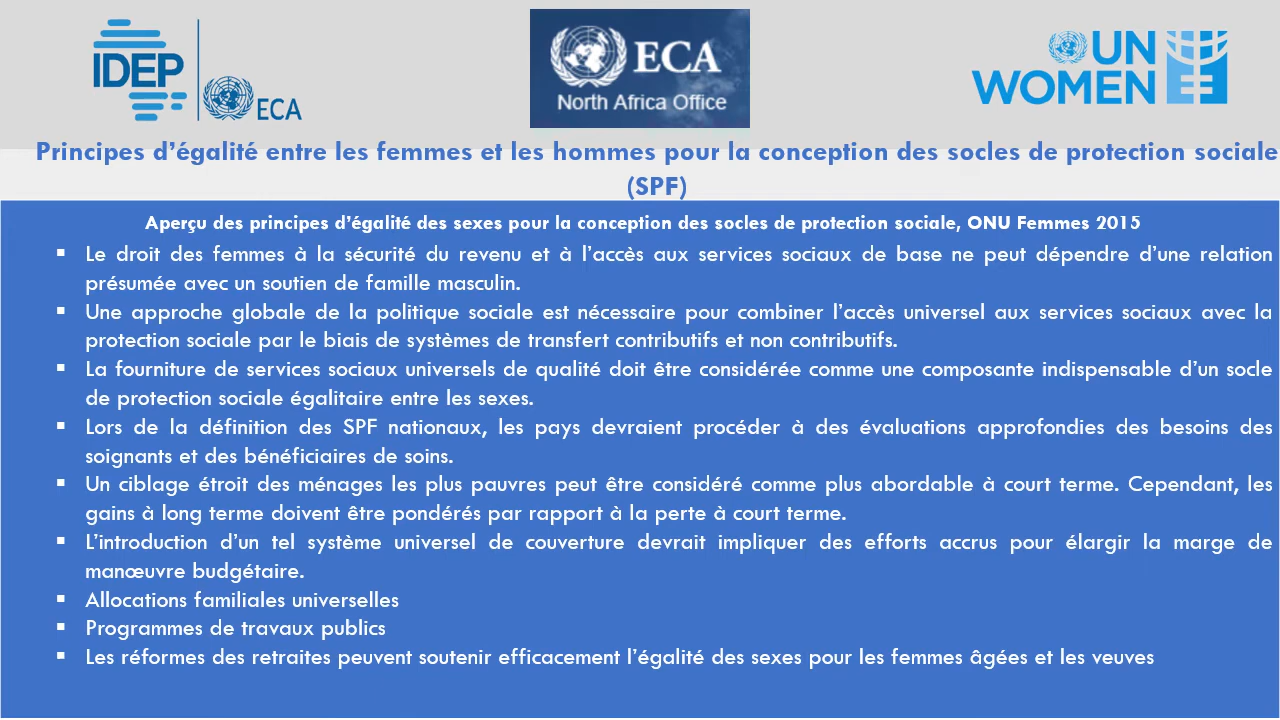 IDEP
ECA
ECA
North Africa Office
UN
WOMEN
Principes d’égalité entre les femmes et les hommes pour la conception des socles de protection sociale
(SPF)
Aperçu des principes d’égalité des sexes pour la conception des socles de protection sociale, ONU Femmes 2015
▪ Le droit des femmes à la sécurité du revenu et à l’accès aux services sociaux de base ne peut dépendre d’une relation
présumée avec un soutien de famille masculin.
▪ Une approche globale de la politique sociale est nécessaire pour combiner l’accès universel aux services sociaux avec la
protection sociale par le biais de systèmes de transfert contributifs et non contributifs.
▪ La fourniture de services sociaux universels de qualité doit être considérée comme une composante indispensable d’un socle
de protection sociale égalitaire entre les sexes.
▪ Lors de la définition des SPF nationaux, les pays devraient procéder à des évaluations approfondies des besoins des
soignants et des bénéficiaires de soins.
▪ Un ciblage étroit des ménages les plus pauvres peut être considéré comme plus abordable à court terme. Cependant, les
gains à long terme doivent être pondérés par rapport à la perte à court terme.
▪ L’introduction d’un tel système universel de couverture devrait impliquer des efforts accrus pour élargir la marge de
manœuvre budgétaire.
▪ Allocations familiales universelles
▪ Programmes de travaux publics
▪ Les réformes des retraites peuvent soutenir efficacement l’égalité des sexes pour les femmes âgées et les veuves